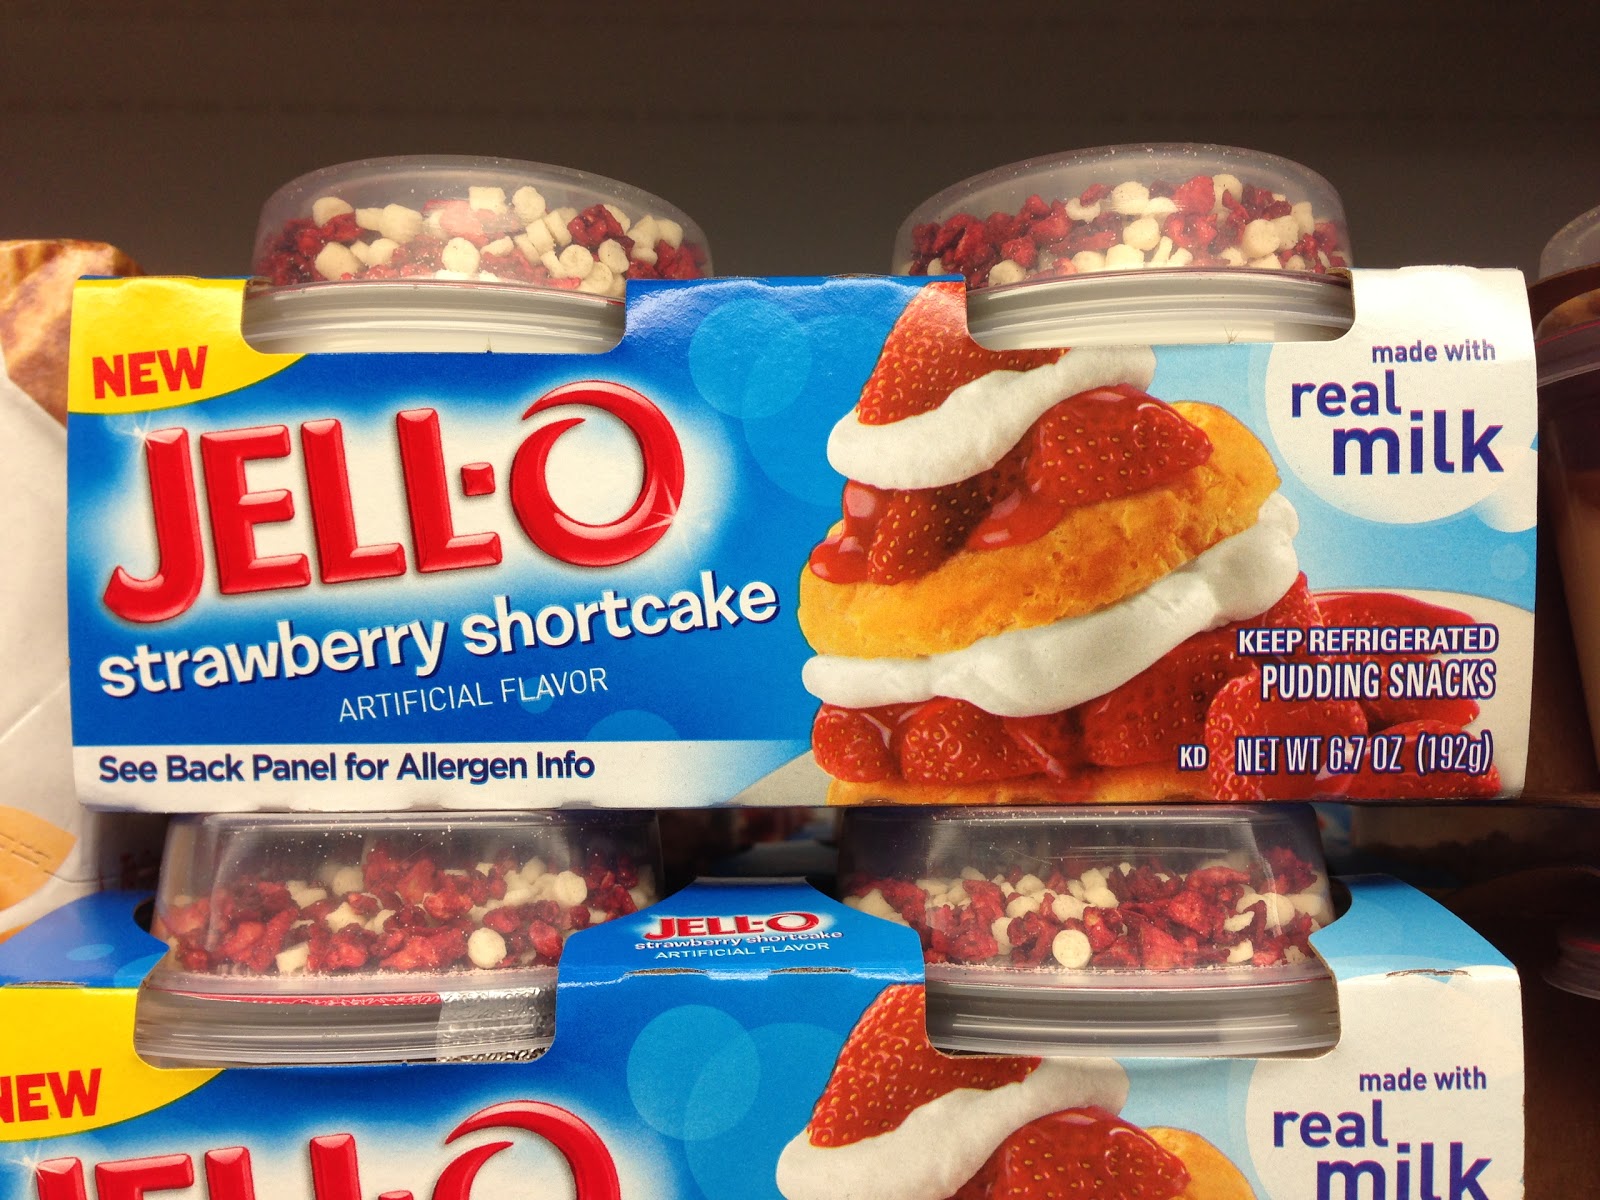 NEW
JELL-O
strawberry shortcake
ARTIFICIAL FLAVOR
See Back Panel for Allergen Info
made with
real
milk
KEEP REFRIGERATED
PUDDING SNACKS
KD NET WT 6.7 OZ (192g)
JELL-O
strawberry shortcake
ARTIFICIAL FLAVOR
NEW
JELL-O
made with
real
milk